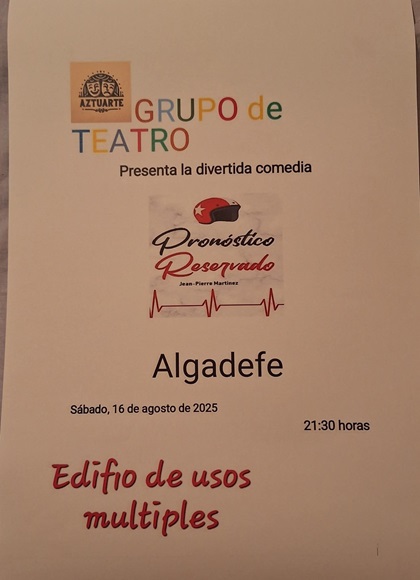 AZTUARTE
GRUPO de
TEATRO
Presenta la divertida comedia
Pronóstico
Reservado
Jean-Pierre Martinez
Algadefe
Sábado, 16 de agosto de 2025
21:30 horas
Edifio de usos
multiples